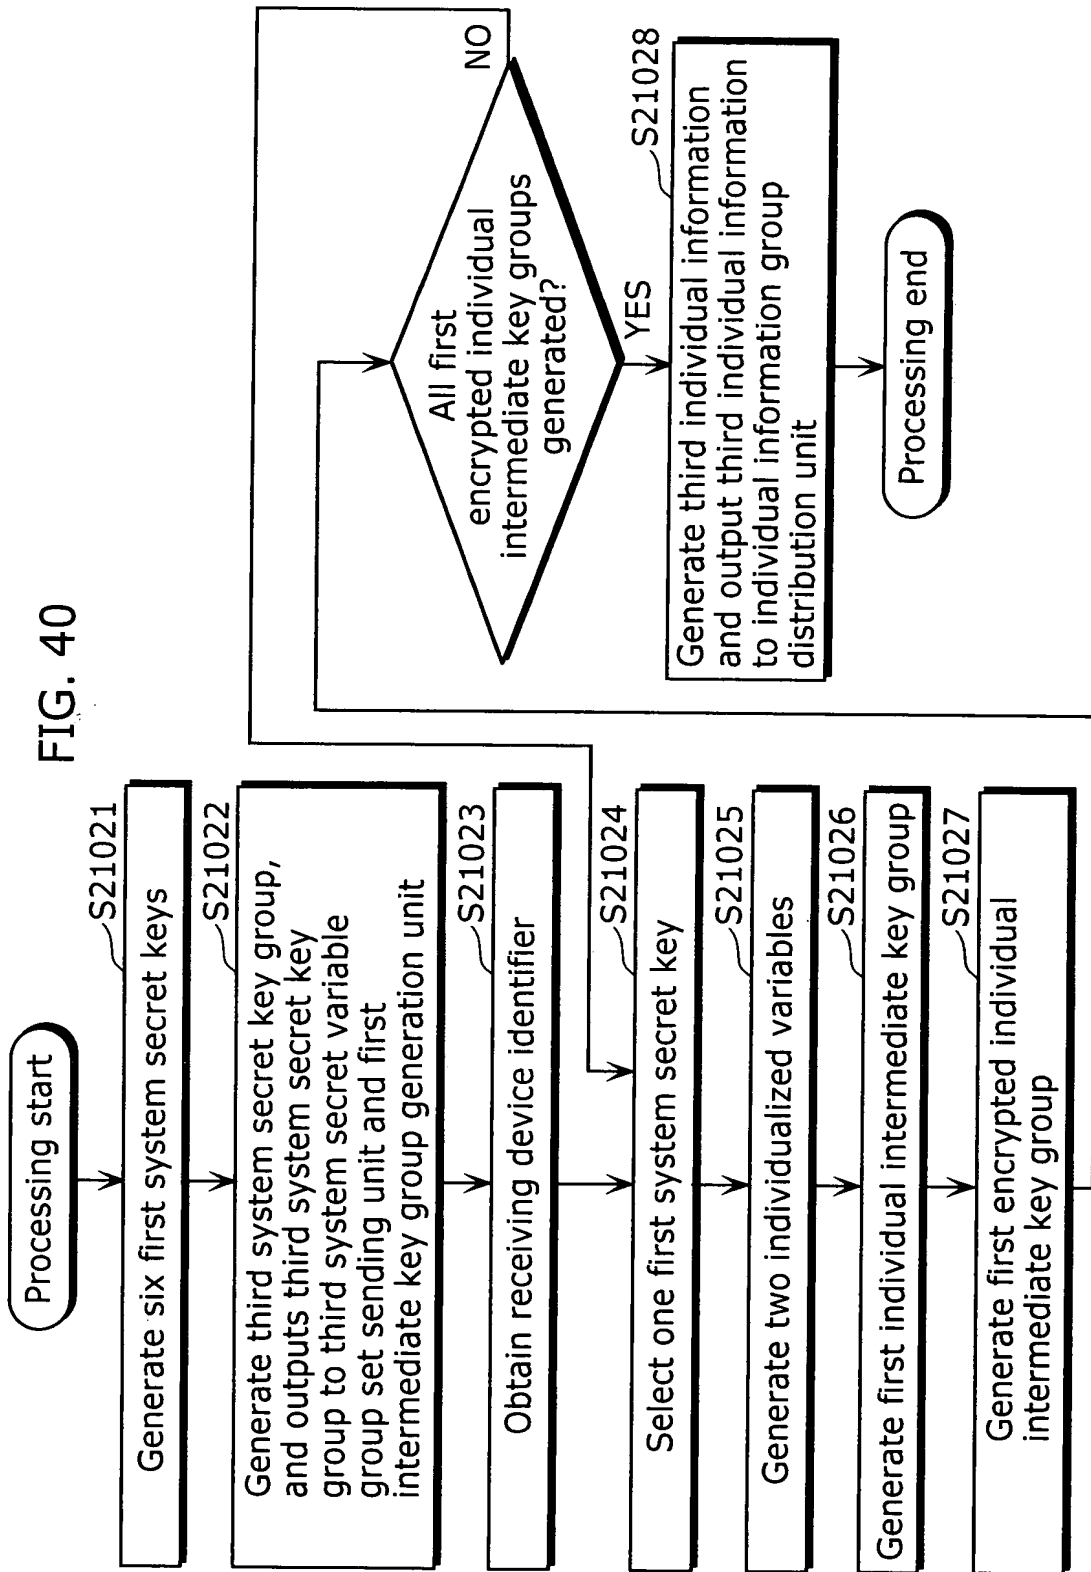 FIG. 40
Processing start
S21021
Generate six first system secret keys
S21022
Generate third system secret key group,
and outputs third system secret key
group to third system secret variable
group set sending unit and first
intermediate key group generation unit
S21023
Obtain receiving device identifier
S21024
Select one first system secret key
S21025
Generate two individualized variables
S21026
Generate first individual intermediate key group
S21027
Generate first encrypted individual
intermediate key group
All first
encrypted individual
intermediate key groups
generated?
NO
YES
S21028
Generate third individual information
and output third individual information
to individual information group
distribution unit
Processing end